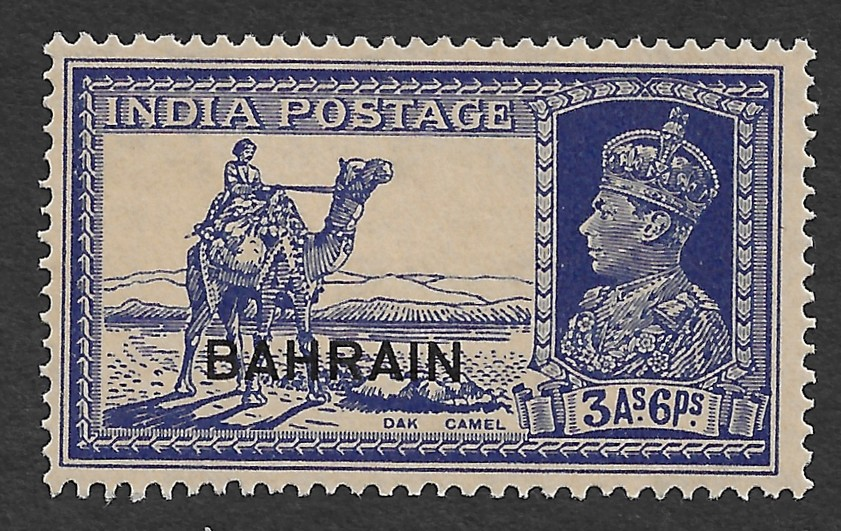 INDIA POSTAGE
BAHRAIN
DAK CAMEL
3As.6ps.